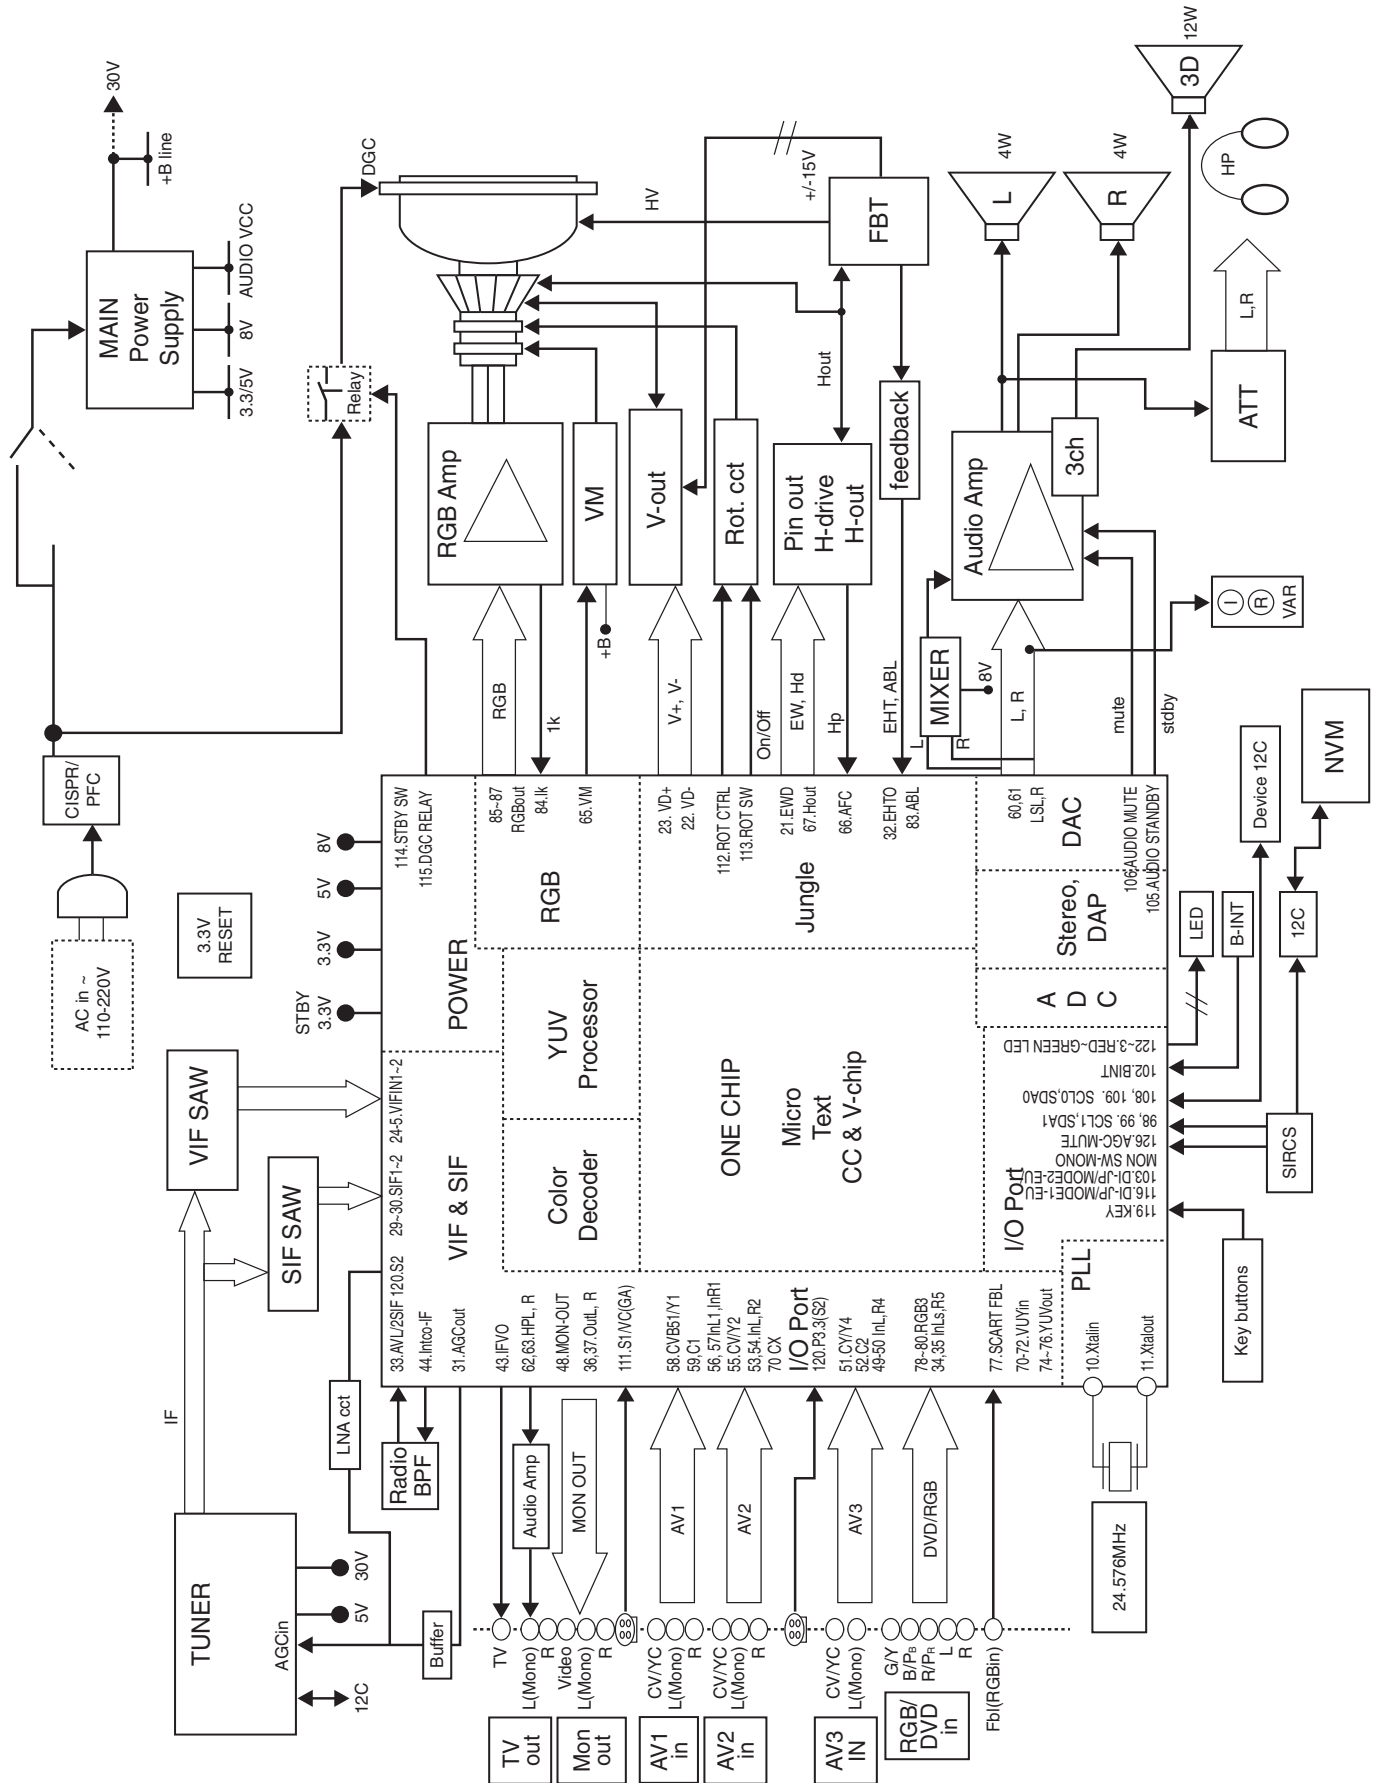 TUNER
AGCin
12C
5V
30V
IF
Buffer
LNA cct
VIF SAW
SIF SAW
Radio
BPF
AC in ~
110-220V
3.3V
RESET
CISPR/
PFC
STBY
3.3V
3.3V
5V
8V
MAIN
Power
Supply
3.3/5V
8V
AUDIO VCC
30V
+B line
Relay
DGC
TV
out
Mon
out
AV1
in
AV2
in
AV3
IN
RGB/
DVD
in
TV
L(Mono)
R
Video
L(Mono)
R
CV/YC
L(Mono)
R
CV/YC
L(Mono)
R
CV/YC
L(Mono)
G/Y
B/PB
R/PR
L
R
Fbl(RGBin)
Audio Amp
MON OUT
AV1
AV2
AV3
DVD/RGB
24.576MHz
33.AVL/2SIF 120.S2
29~30.SIF1~2
24-5.VIFIN1~2
44.Intco-IF
31.AGCout
43.IFVO
62,63.HPL, R
48.MON-OUT
36,37.OutL, R
111.S1/VC(GA)
58.CVB51/Y1
59,C1
56, 57InL1,InR1
55.CV/Y2
53,54.InL,R2
70 CX
I/O Port
120.P3.3(S2)
51.CY/Y4
52.C2
49-50 InL,R4
78~80.RGB3
34,35 InLs,R5
77.SCART FBL
70-72.VUYin
74~76.YUVout
10.Xtalin
11.Xtalout
PLL
VIF & SIF
POWER
Color
Decoder
YUV
Processor
RGB
ONE CHIP
Micro
Text
CC & V-chip
Jungle
I/O Port
A
D
C
Stereo,
DAP
DAC
114.STBY SW
115.DGC RELAY
85~87
RGBout
84.Ik
65.VM
23. VD+
22. VD-
112.ROT CTRL
113.ROT SW
21.EWD
67.Hout
66.AFC
32.EHTO
83.ABL
60,61
LSL,R
106.AUDIO MUTE
105.AUDIO STANDBY
119.KEY
116.DI-JP/MODE1-EU
103.DI-JP/MODE2-EU
MON SW-MONO
126.AGC-MUTE
98, 99. SCL1,SDA1
108, 109. SCL0,SDA0
102.BINT
122~3.RED~GREEN LED
Key buttons
SIRCS
LED
B-INT
12C
Device 12C
NVM
RGB
1k
+B
V+, V-
On/Off
EW, Hd
Hp
EHT, ABL
L
R
MIXER
8V
L, R
mute
stdby
RGB Amp
VM
V-out
Rot. cct
Pin out
H-drive
H-out
feedback
Hout
FBT
HV
+/-15V
Audio Amp
3ch
L
4W
R
4W
3D
12W
ATT
L,R
HP
I
R
VAR